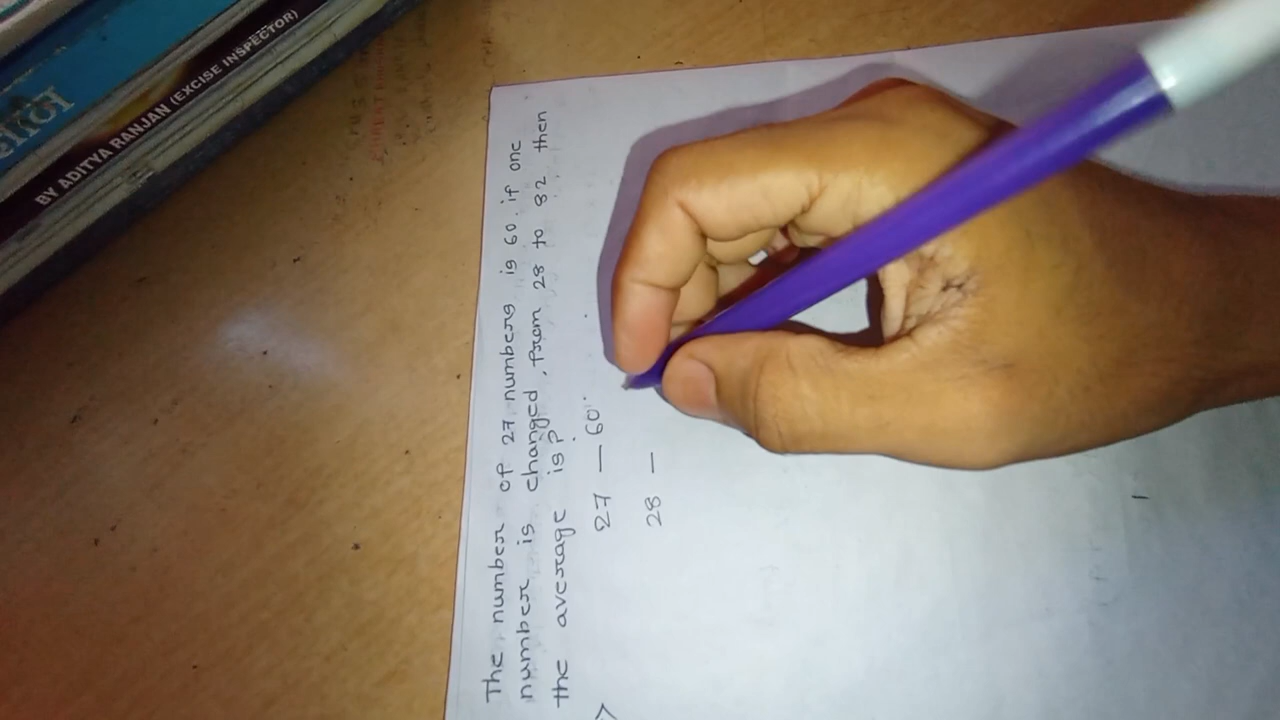 The number of 27 numbers is 60. if one
number is changed, from 28 to 82 then
the average is?
27 — 60
28 —
BY ADITYA RANJAN (EXCISE INSPECTOR)